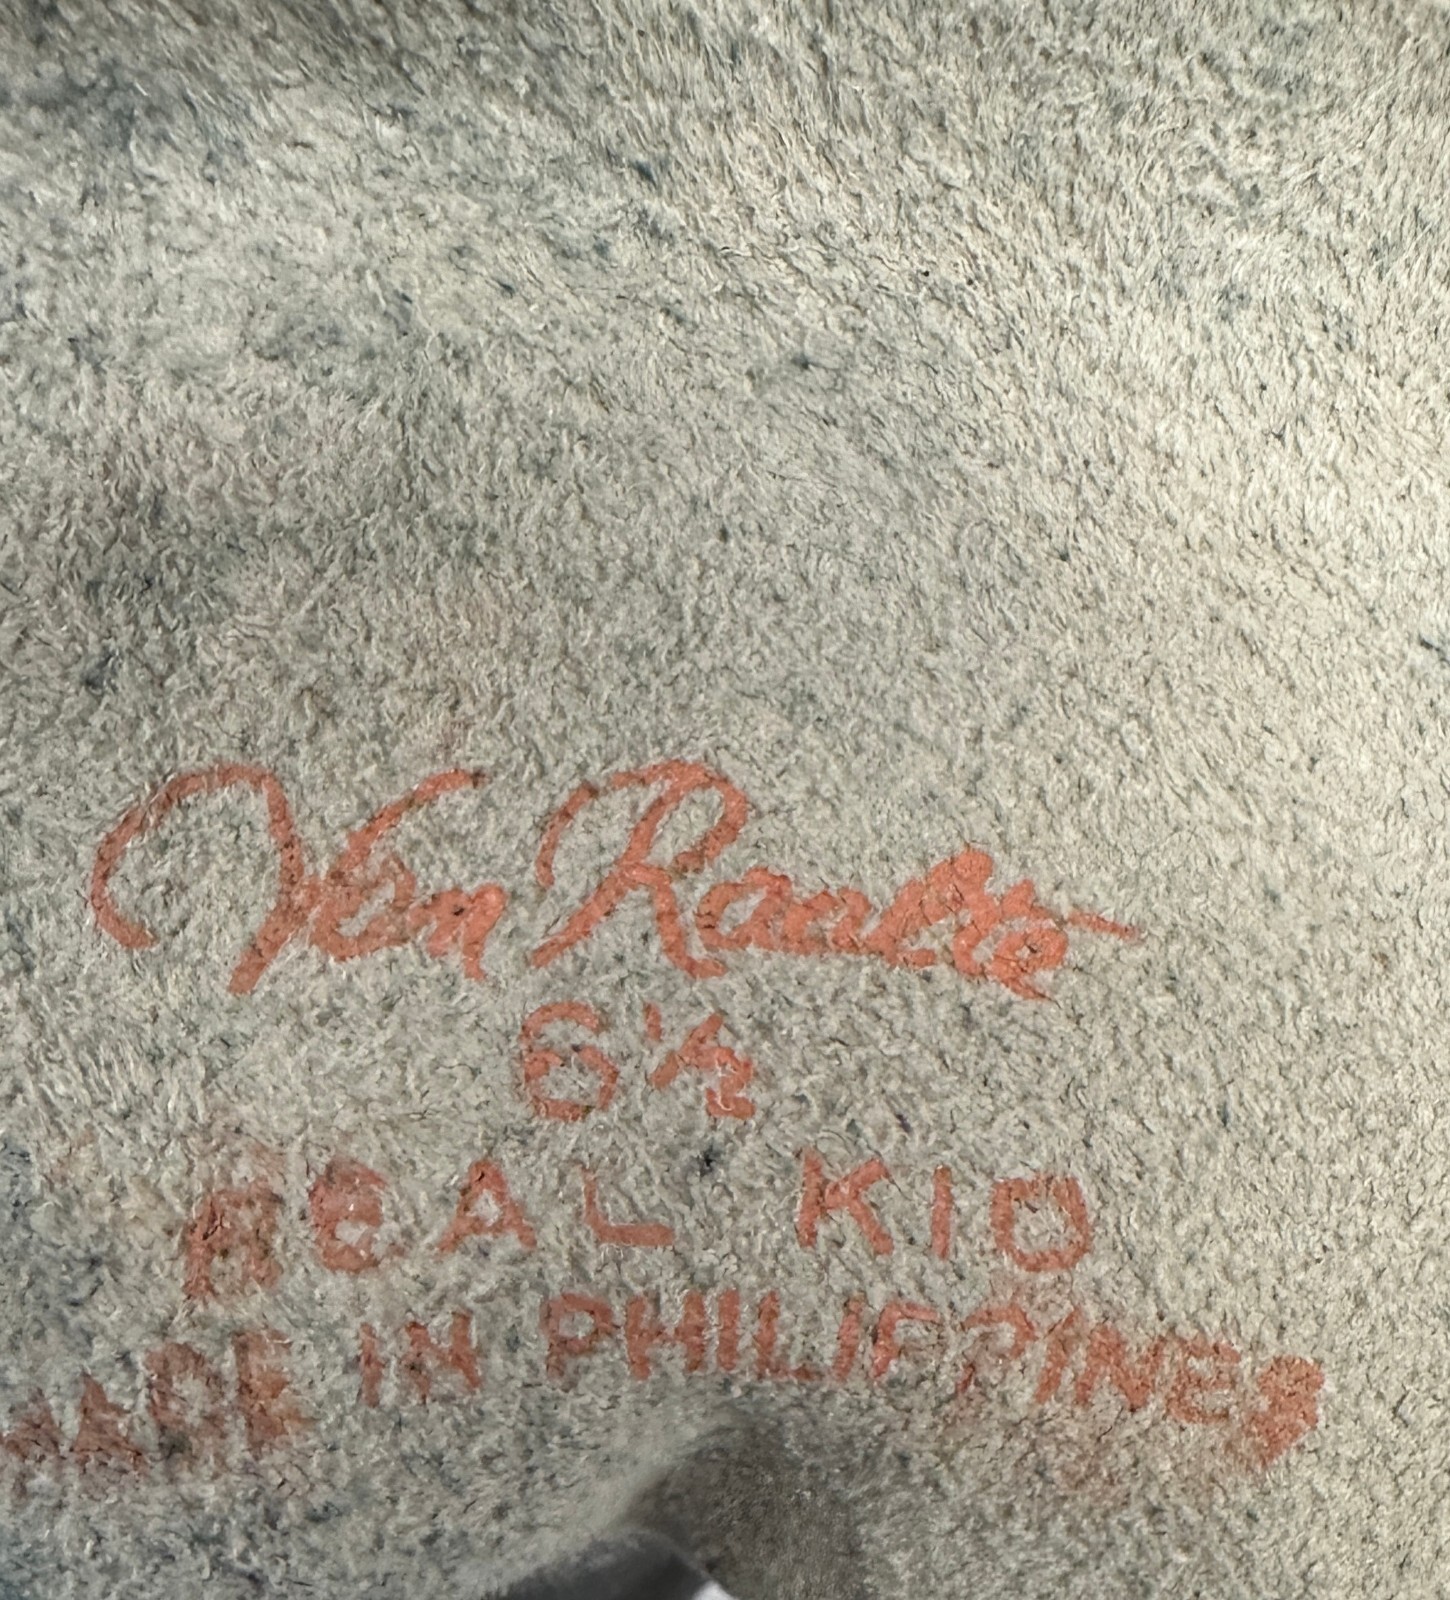 Van Raalte
6½
REAL KID
MADE IN PHILIPPINES